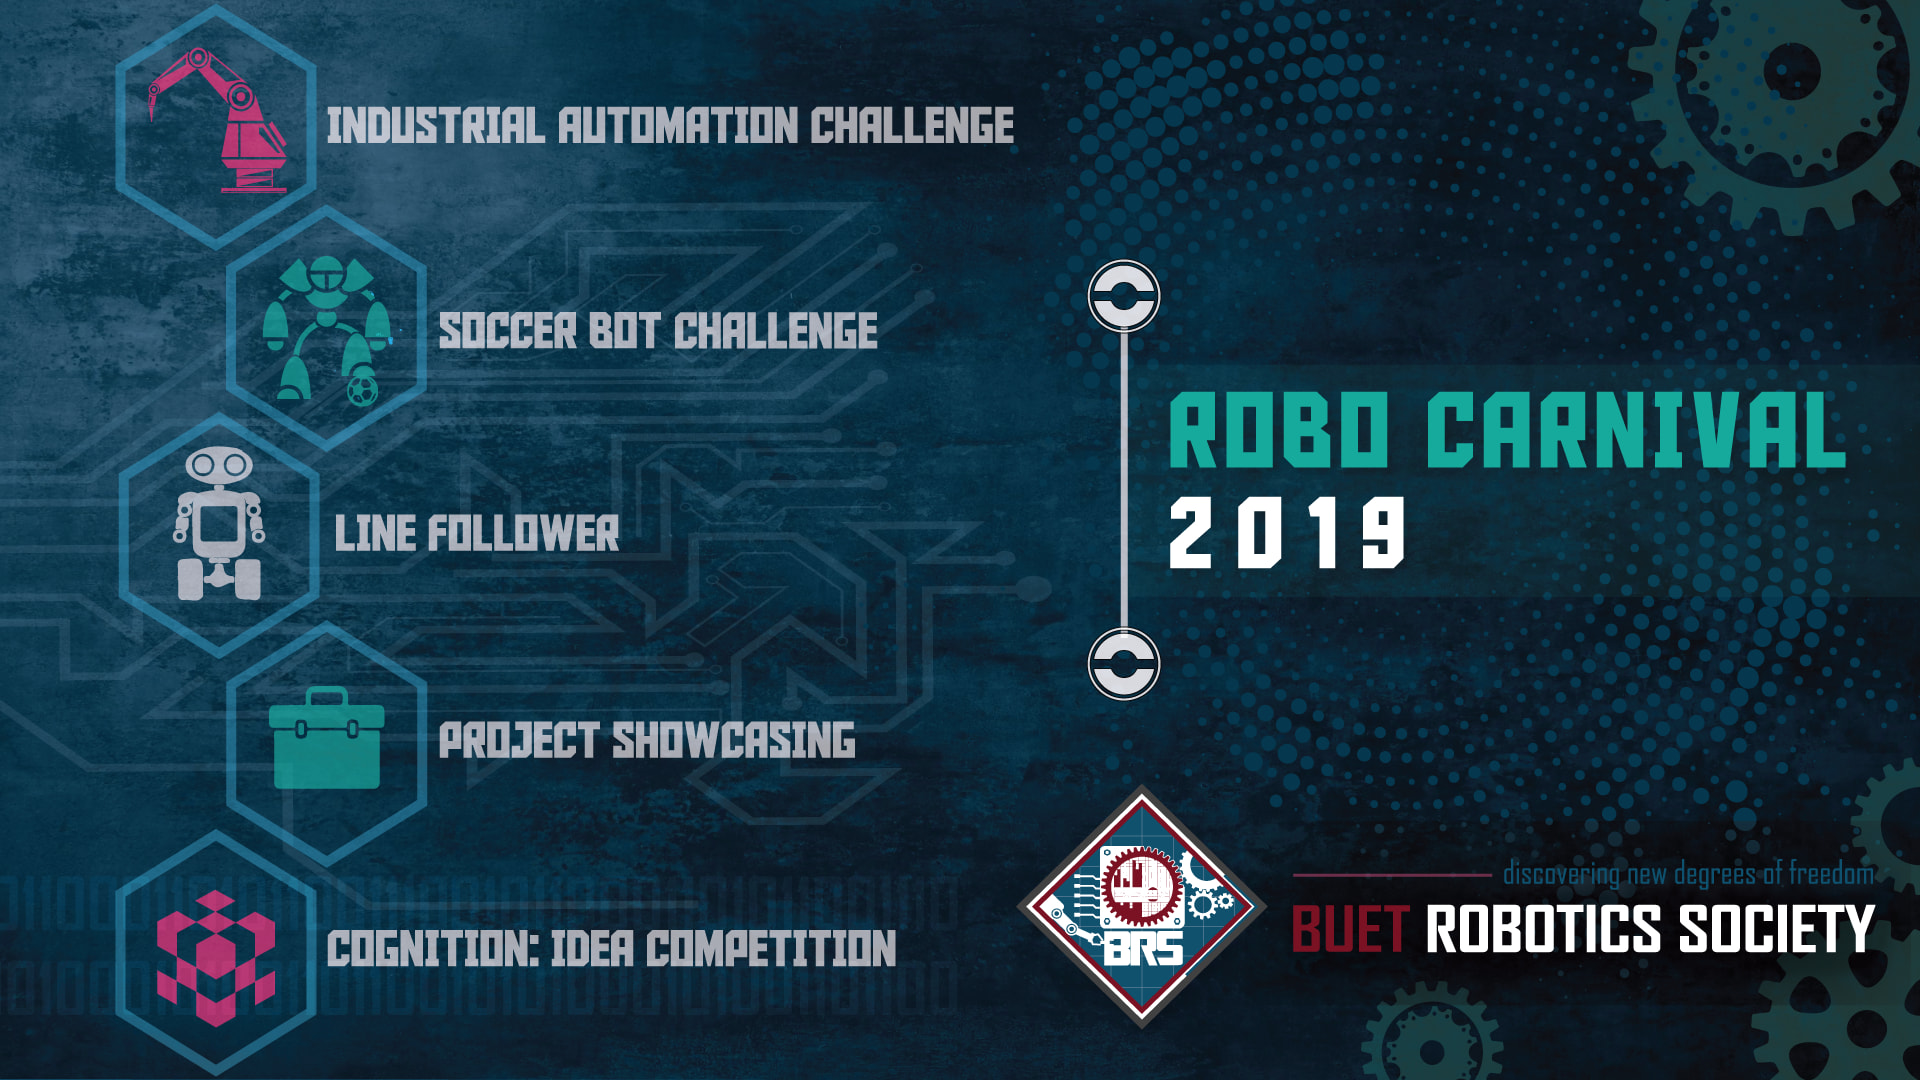 INDUSTRIAL AUTOMATION CHALLENGE
SOCCER BOT CHALLENGE
LINE FOLLOWER
PROJECT SHOWCASING
COGNITION: IDEA COMPETITION
ROBO CARNIVAL
2019
BRS
discovering new degrees of freedom
BUET ROBOTICS SOCIETY